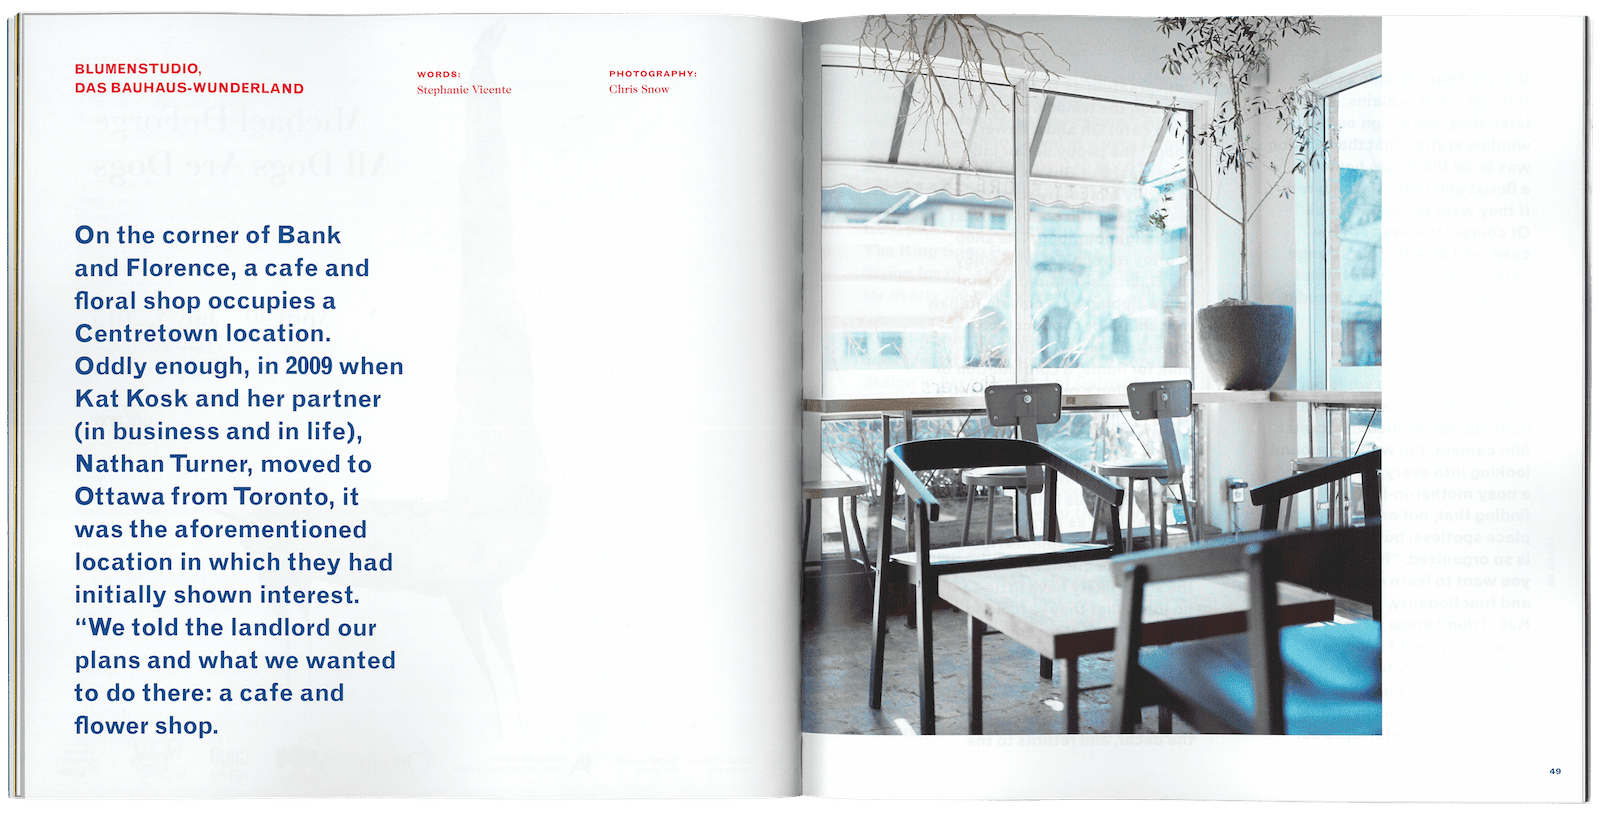 BLUMENSTUDIO,
DAS BAUHAUS-WUNDERLAND
WORDS:
Stephanie Vicente
PHOTOGRAPHY:
Chris Snow
On the corner of Bank
and Florence, a cafe and
floral shop occupies a
Centretown location.
Oddly enough, in 2009 when
Kat Kosk and her partner
(in business and in life),
Nathan Turner, moved to
Ottawa from Toronto, it
was the aforementioned
location in which they had
initially shown interest.
“We told the landlord our
plans and what we wanted
to do there: a cafe and
flower shop.
49